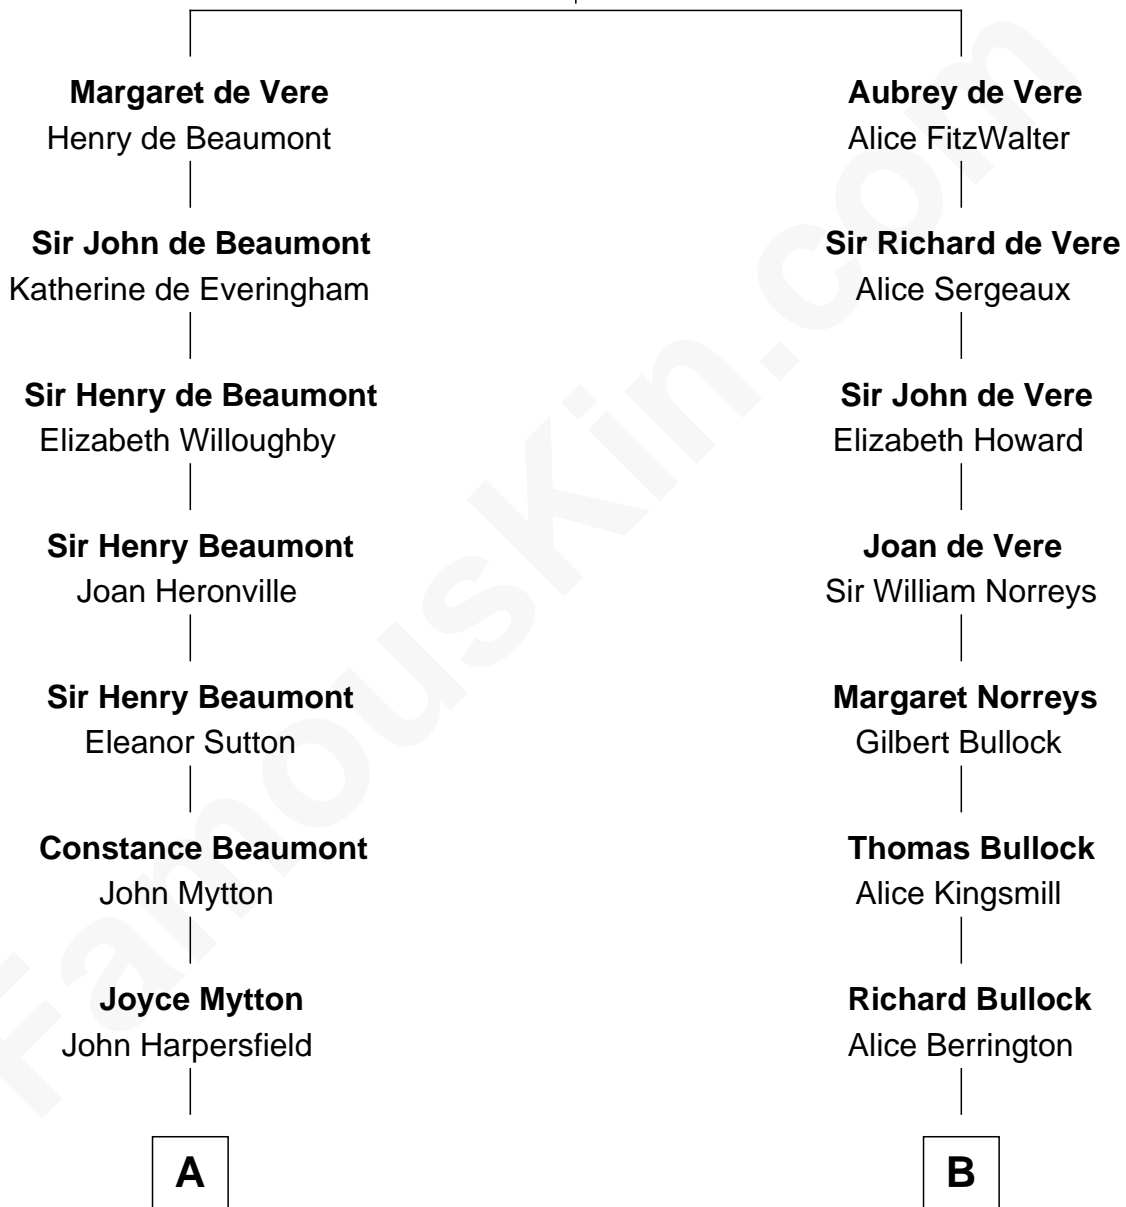 Margaret de Vere
Henry de Beaumont
Aubrey de Vere
Alice FitzWalter
Sir John de Beaumont
Katherine de Everingham
Sir Richard de Vere
Alice Sergeaux
Sir Henry de Beaumont
Elizabeth Willoughby
Sir John de Vere
Elizabeth Howard
Sir Henry Beaumont
Joan Heronville
Joan de Vere
Sir William Norreys
Sir Henry Beaumont
Eleanor Sutton
Margaret Norreys
Gilbert Bullock
Constance Beaumont
John Mytton
Thomas Bullock
Alice Kingsmill
Joyce Mytton
John Harpersfield
Richard Bullock
Alice Berrington
A
B
FamousKin.com